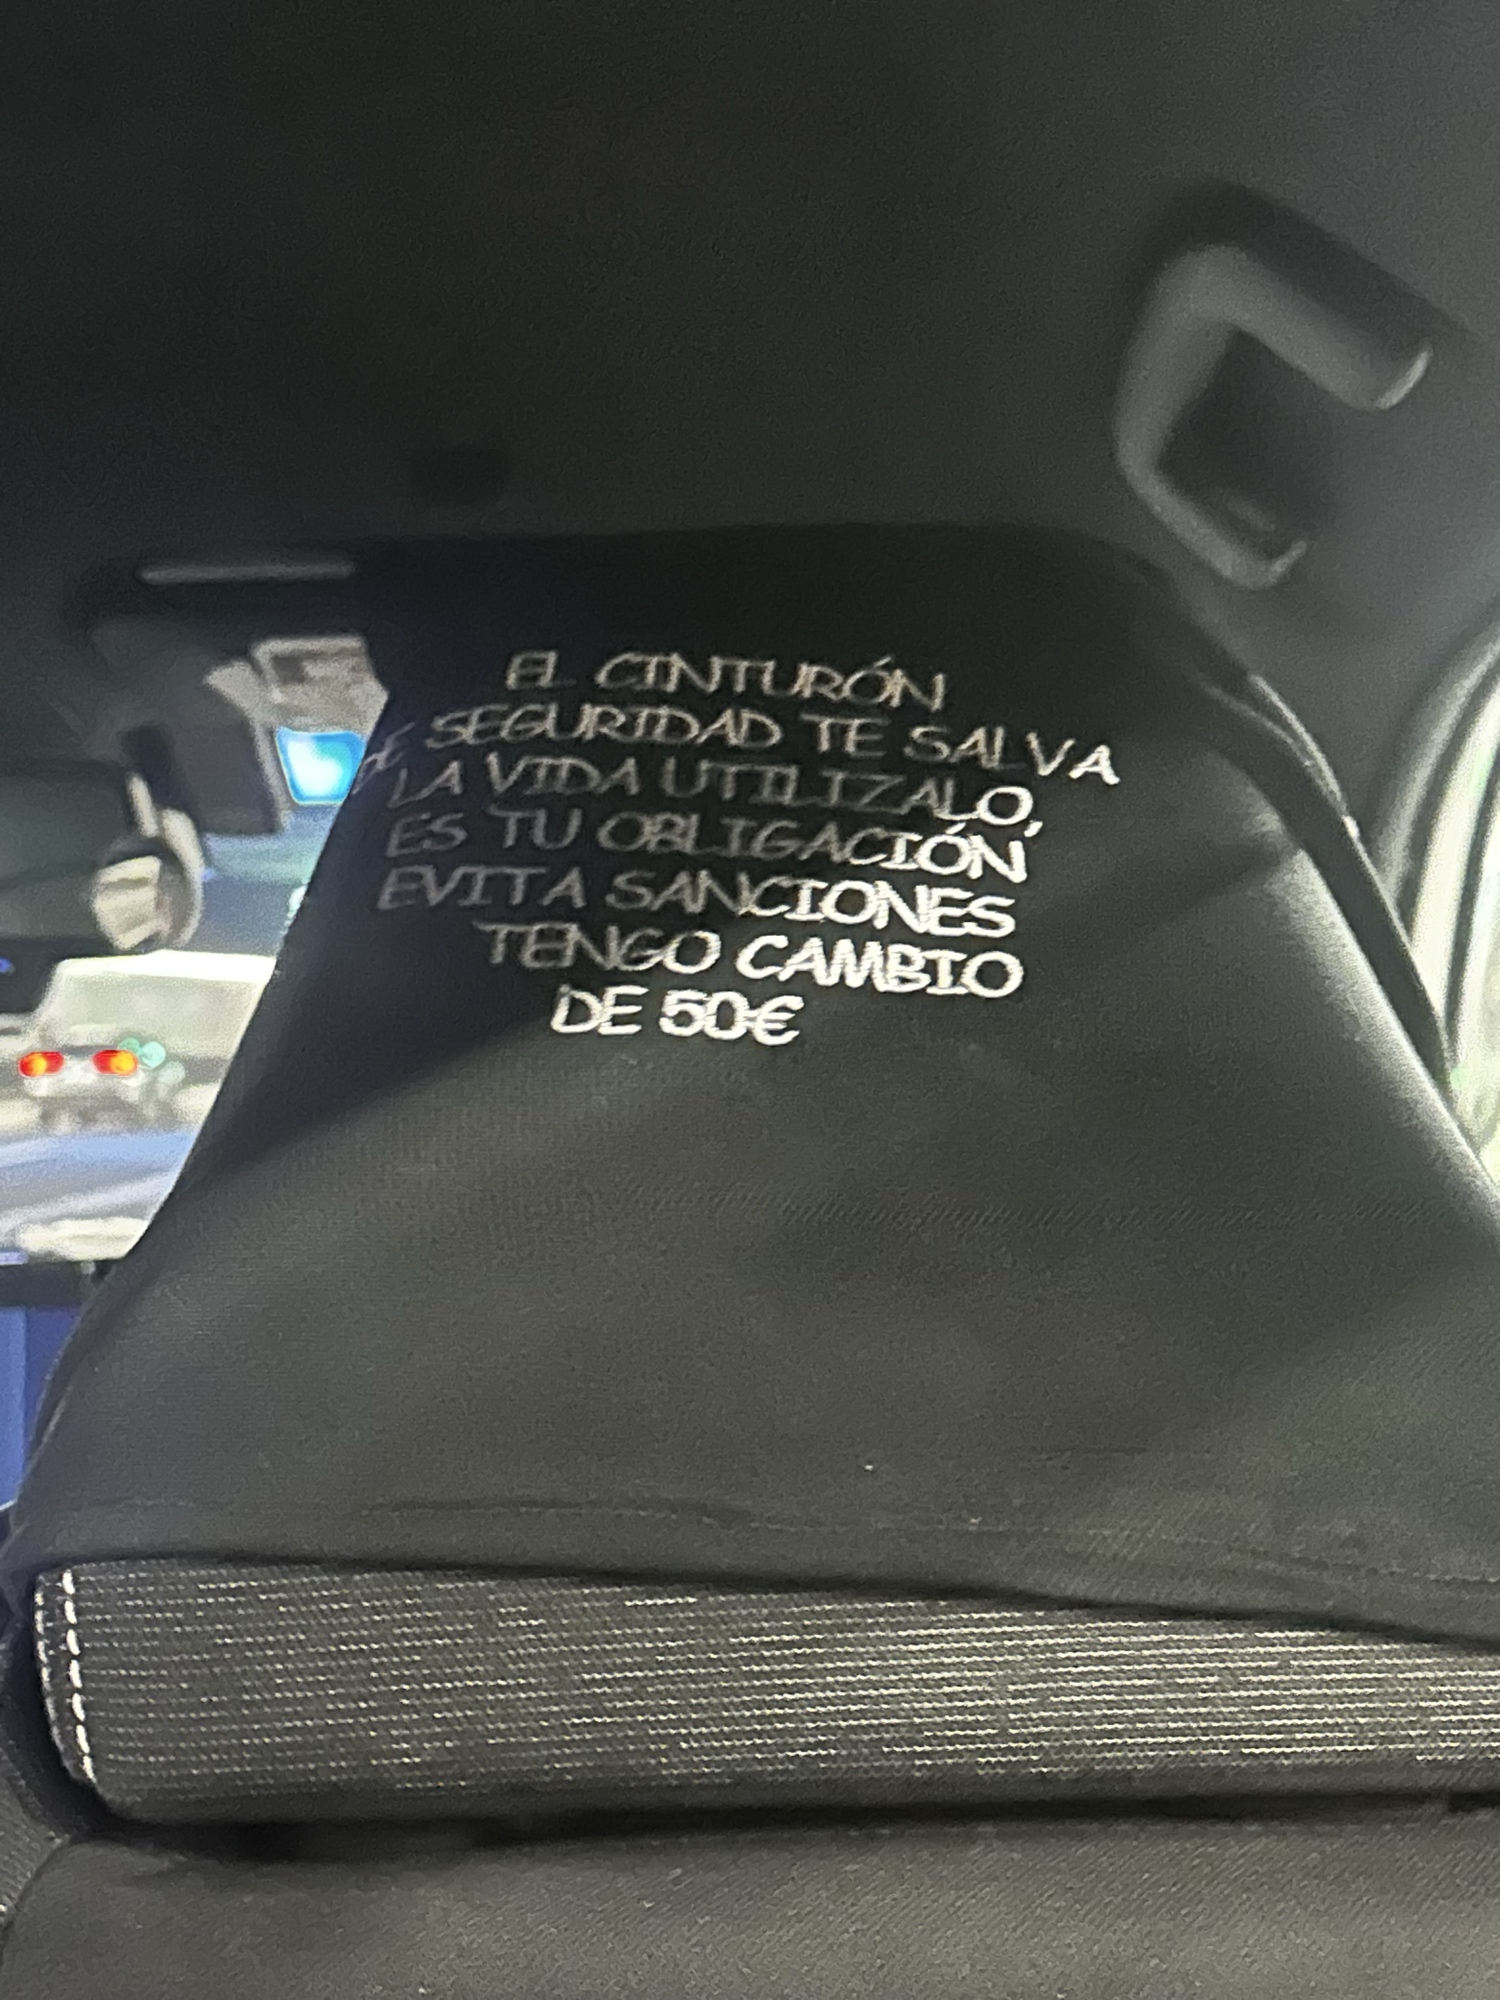 EL CINTURÓN
DE SEGURIDAD TE SALVA
LA VIDA UTILIZALO,
ES TU OBLIGACIÓN
EVITA SANCIONES
TENGO CAMBIO
DE 50€